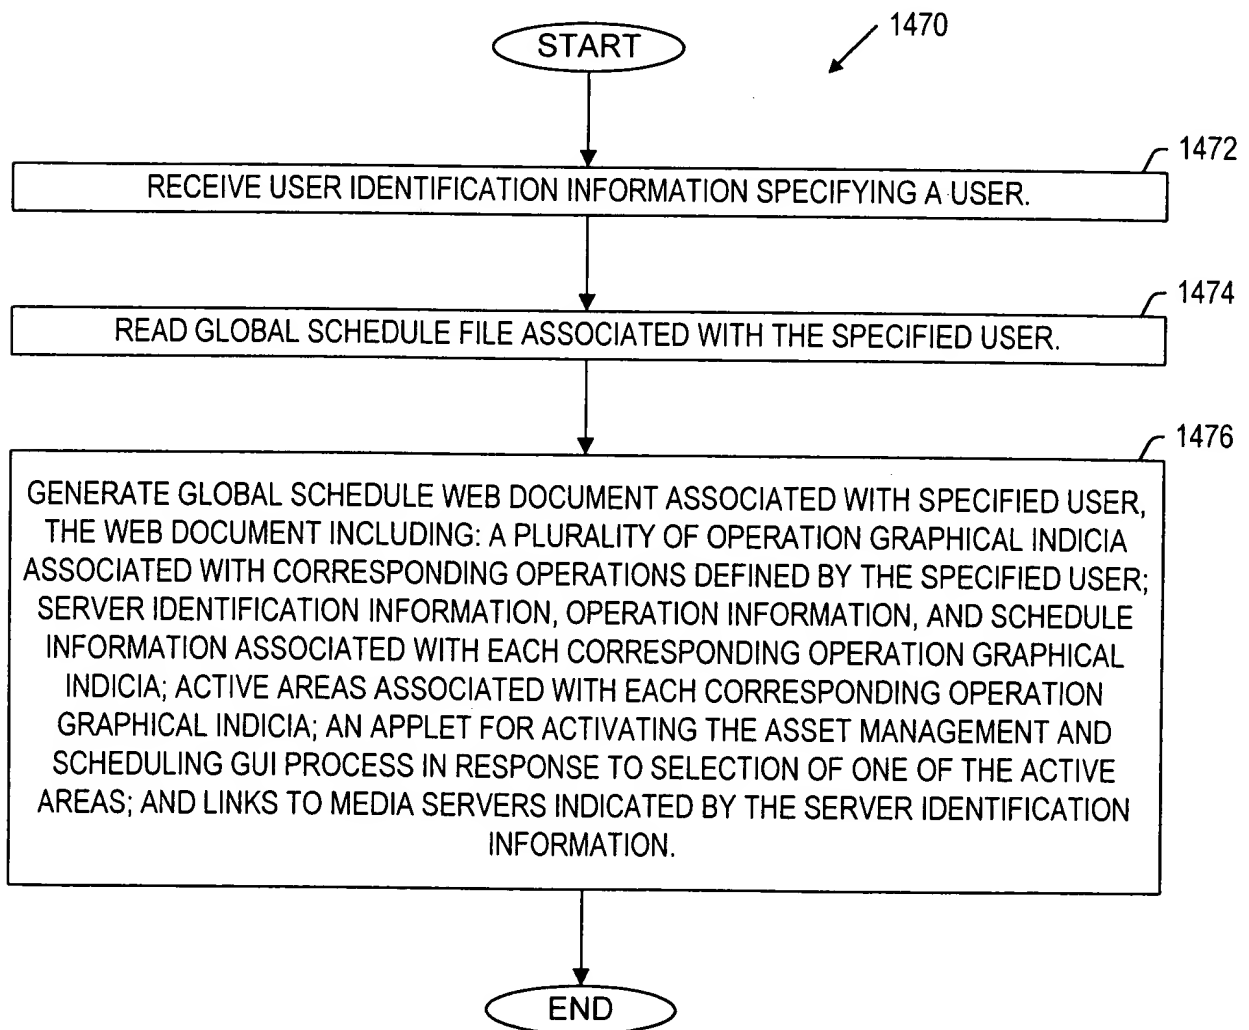 START
1470
1472
RECEIVE USER IDENTIFICATION INFORMATION SPECIFYING A USER.
1474
READ GLOBAL SCHEDULE FILE ASSOCIATED WITH THE SPECIFIED USER.
1476
GENERATE GLOBAL SCHEDULE WEB DOCUMENT ASSOCIATED WITH SPECIFIED USER,
THE WEB DOCUMENT INCLUDING: A PLURALITY OF OPERATION GRAPHICAL INDICIA
ASSOCIATED WITH CORRESPONDING OPERATIONS DEFINED BY THE SPECIFIED USER;
SERVER IDENTIFICATION INFORMATION, OPERATION INFORMATION, AND SCHEDULE
INFORMATION ASSOCIATED WITH EACH CORRESPONDING OPERATION GRAPHICAL
INDICIA; ACTIVE AREAS ASSOCIATED WITH EACH CORRESPONDING OPERATION
GRAPHICAL INDICIA; AN APPLET FOR ACTIVATING THE ASSET MANAGEMENT AND
SCHEDULING GUI PROCESS IN RESPONSE TO SELECTION OF ONE OF THE ACTIVE
AREAS; AND LINKS TO MEDIA SERVERS INDICATED BY THE SERVER IDENTIFICATION
INFORMATION.
END